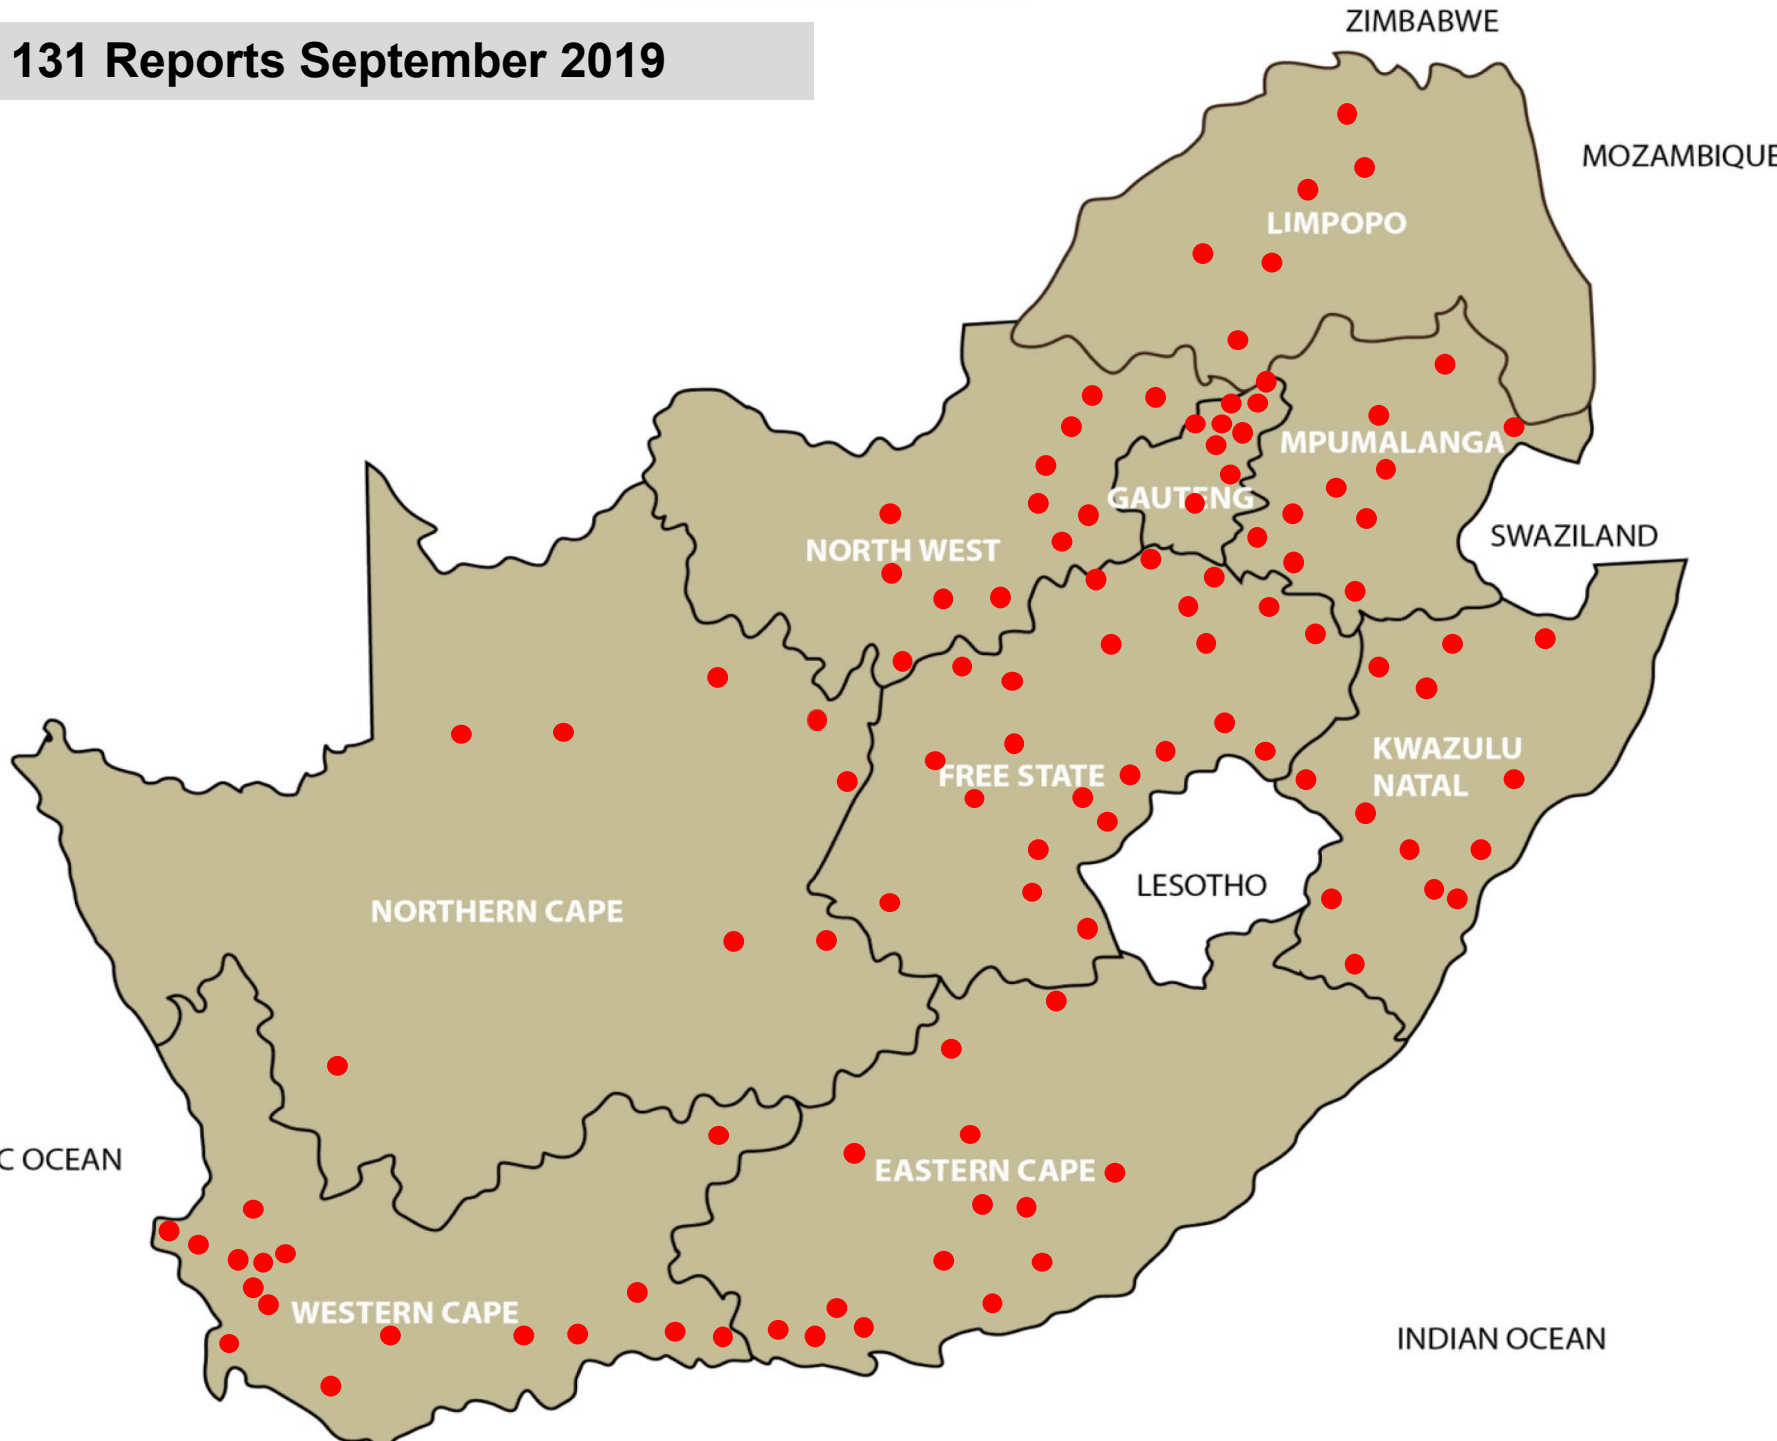 ZIMBABWE
131 Reports September 2019
MOZAMBIQUE
LIMPOPO
MPUMALANGA
GAUTENG
SWAZILAND
NORTH WEST
KWAZULU
NATAL
FREE STATE
LESOTHO
NORTHERN CAPE
C OCEAN
EASTERN CAPE
WESTERN CAPE
INDIAN OCEAN